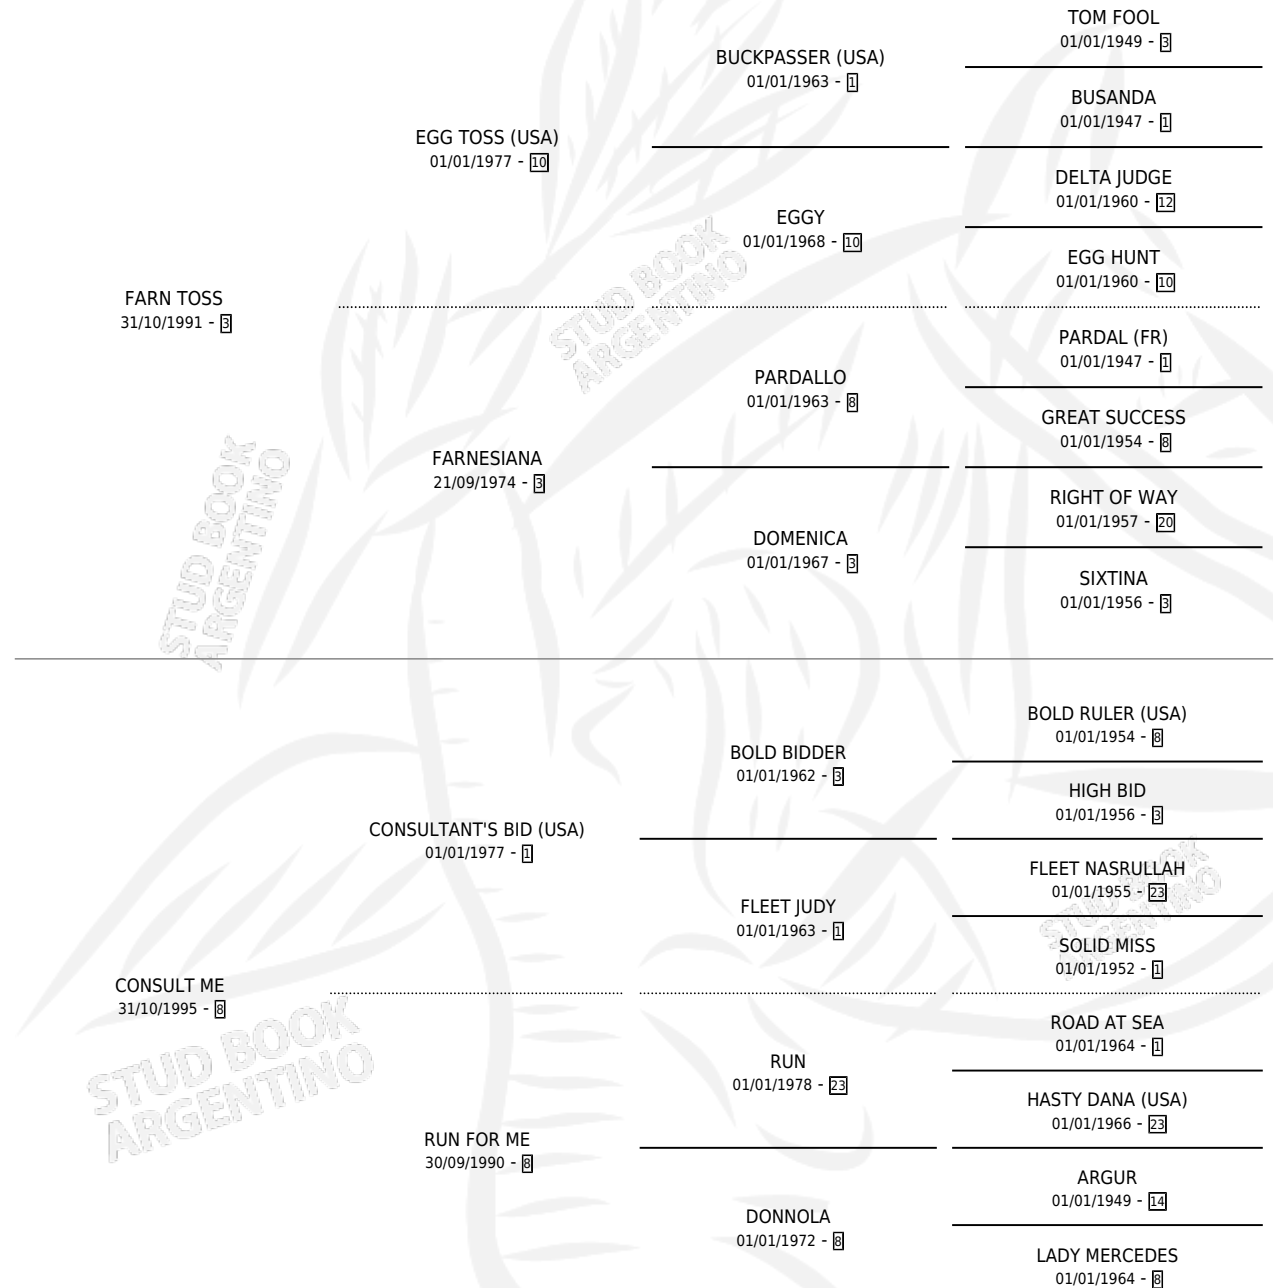 TOM FOOL
01/01/1949 - 3
BUCKPASSER (USA)
01/01/1963 - 1
BUSANDA
01/01/1947 - 1
EGG TOSS (USA)
01/01/1977 - 10
DELTA JUDGE
01/01/1960 - 12
EGGY
01/01/1968 - 10
EGG HUNT
01/01/1960 - 10
FARN TOSS
31/10/1991 - 3
PARDAL (FR)
01/01/1947 - 1
PARDALLO
01/01/1963 - 8
GREAT SUCCESS
01/01/1954 - 8
FARNESIANA
21/09/1974 - 3
RIGHT OF WAY
01/01/1957 - 20
DOMENICA
01/01/1967 - 3
SIXTINA
01/01/1956 - 3
BOLD RULER (USA)
01/01/1954 - 8
BOLD BIDDER
01/01/1962 - 3
HIGH BID
01/01/1956 - 3
CONSULTANT'S BID (USA)
01/01/1977 - 1
FLEET NASRULLAH
01/01/1955 - 23
FLEET JUDY
01/01/1963 - 1
SOLID MISS
01/01/1952 - 1
CONSULT ME
31/10/1995 - 8
ROAD AT SEA
01/01/1964 - 1
RUN
01/01/1978 - 23
HASTY DANA (USA)
01/01/1966 - 23
RUN FOR ME
30/09/1990 - 8
ARGUR
01/01/1949 - 14
DONNOLA
01/01/1972 - 8
LADY MERCEDES
01/01/1964 - 8
STUD BOOK
ARGENTINO
STUD BOOK
ARGENTINO
STUD BOOK
ARGENTINO
STUD BOOK
ARGENTINO